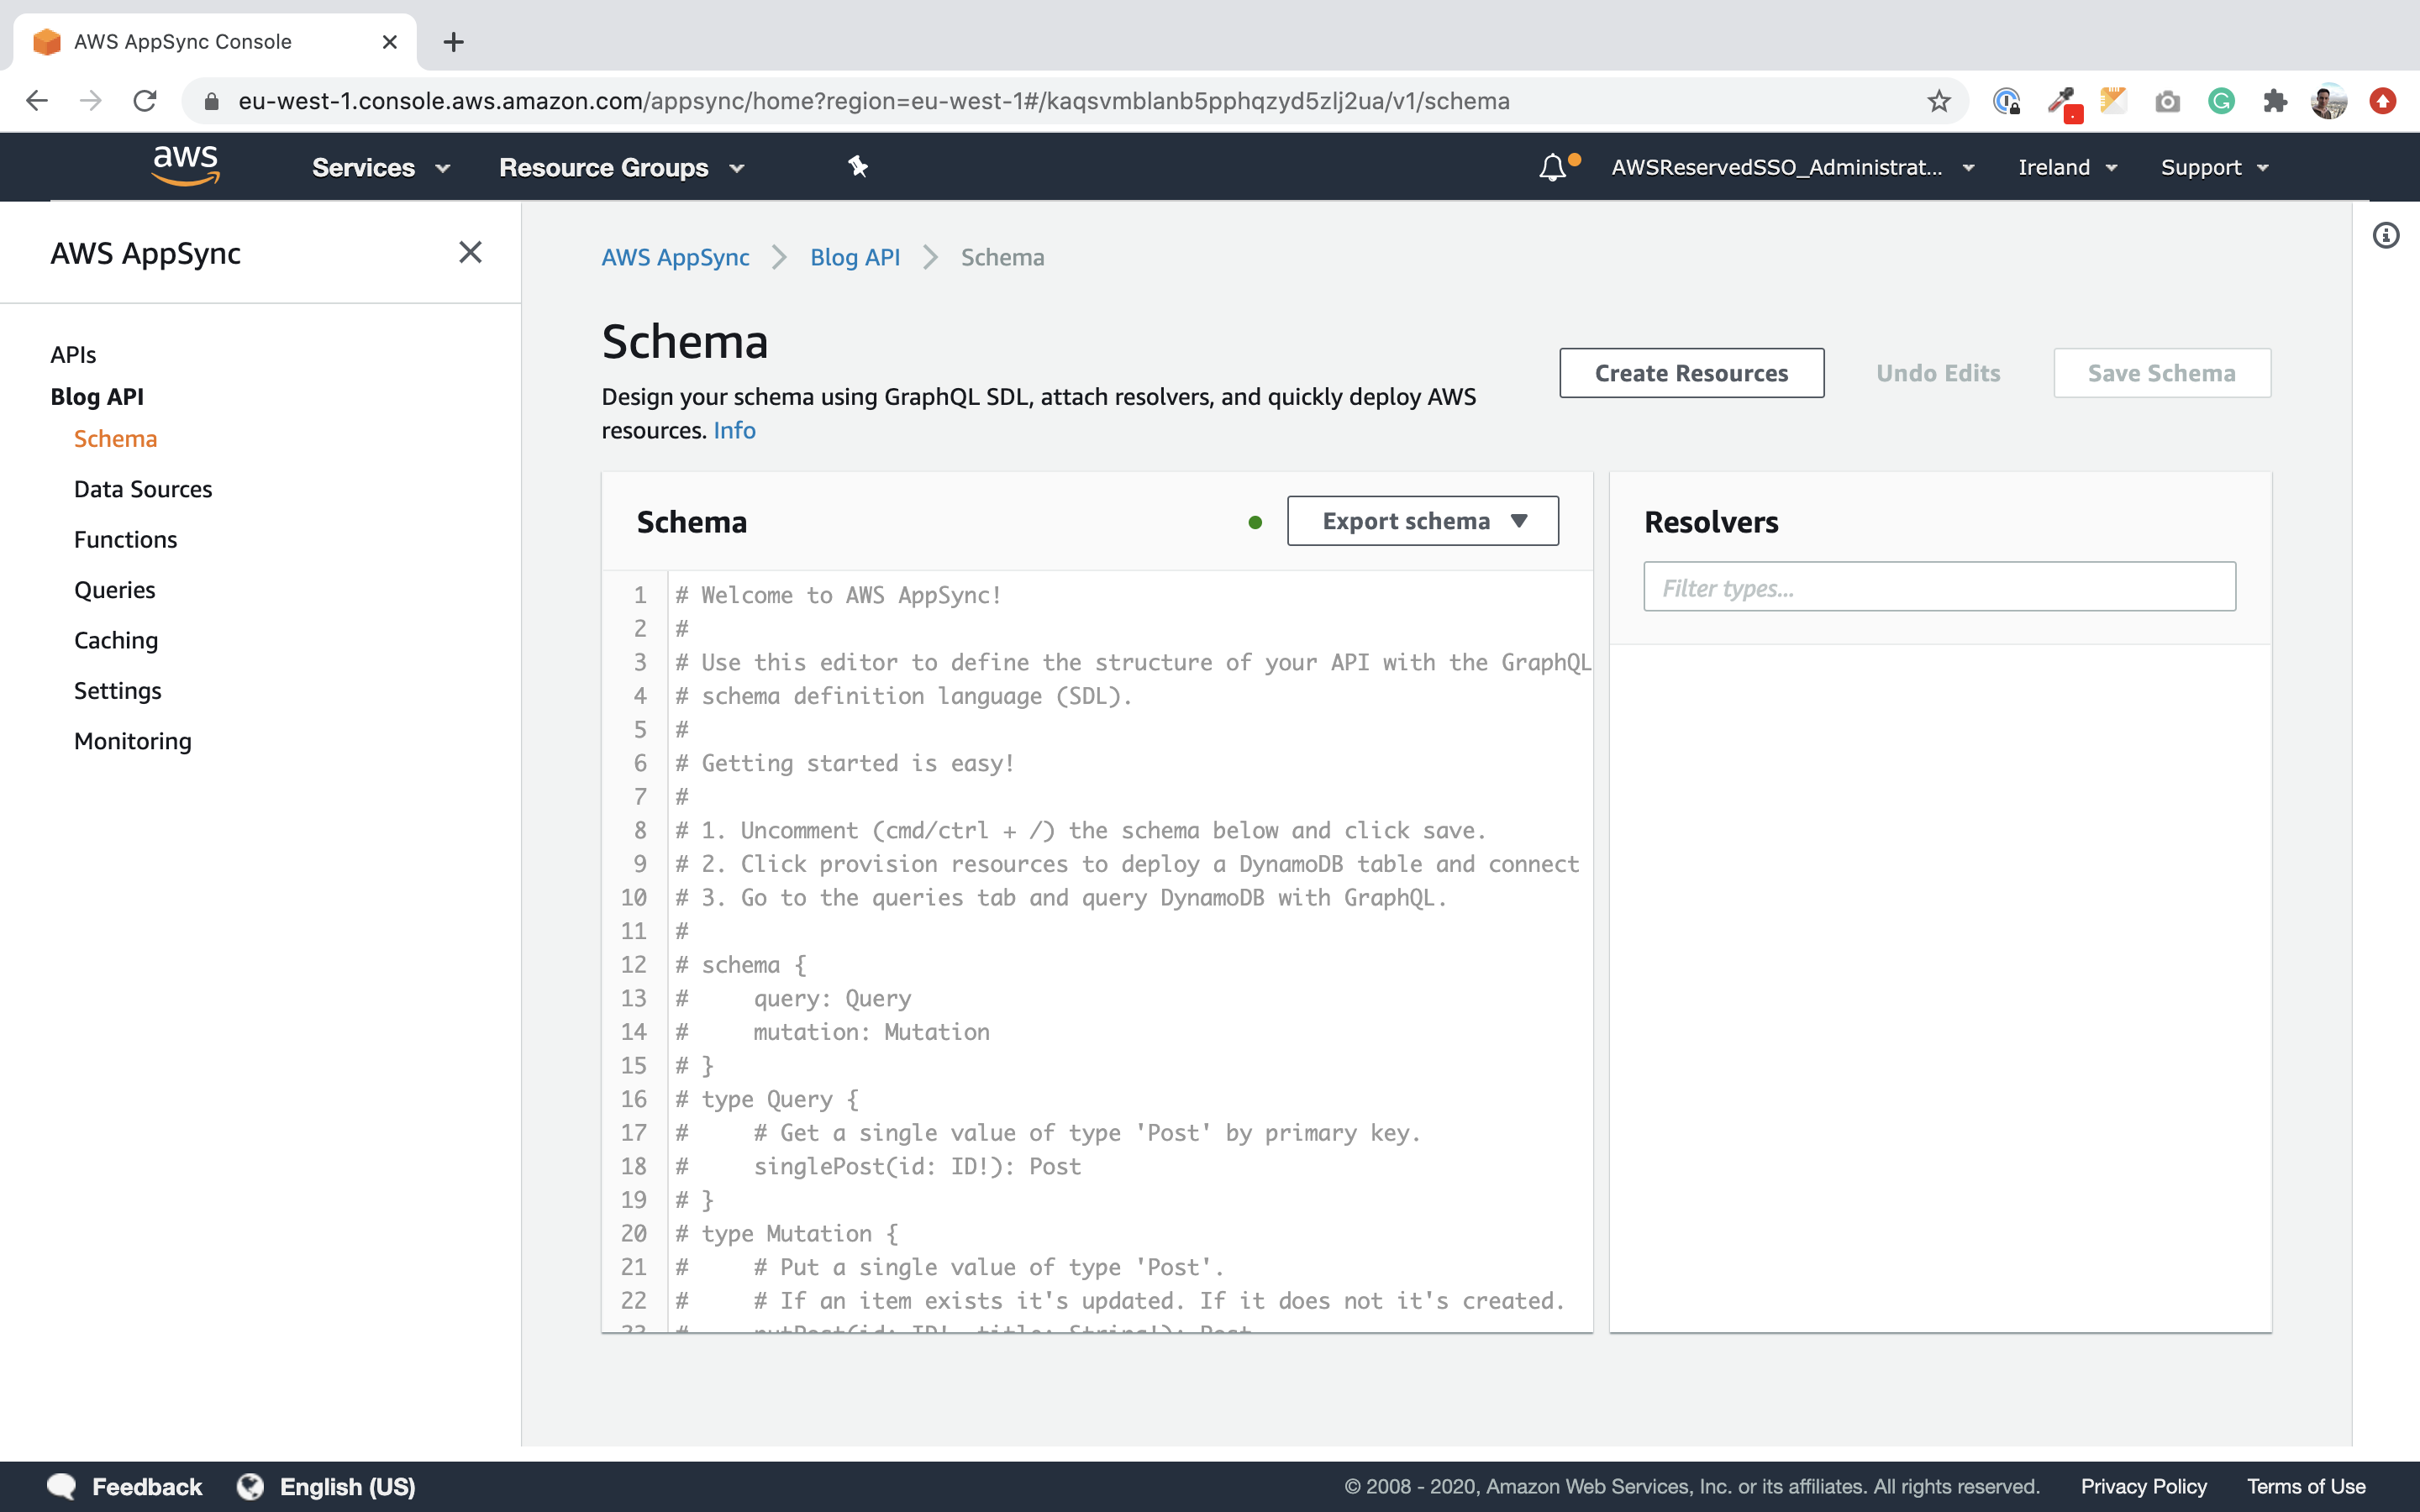 AWS AppSync Console
eu-west-1.console.aws.amazon.com/appsync/home?region=eu-west-1#/kaqsvmblanb5pphqzyd5zlj2ua/v1/schema
aws
Services
Resource Groups
AWSReservedSSO_Administrat...
Ireland
Support
AWS AppSync
APIs
Blog API
Schema
Data Sources
Functions
Queries
Caching
Settings
Monitoring
AWS AppSync > Blog API > Schema
Schema
Design your schema using GraphQL SDL, attach resolvers, and quickly deploy AWS
resources. Info
Create Resources
Undo Edits
Save Schema
Schema
Export schema
1 # Welcome to AWS AppSync!
2 #
3 # Use this editor to define the structure of your API with the GraphQL
4 # schema definition language (SDL).
5 #
6 # Getting started is easy!
7 #
8 # 1. Uncomment (cmd/ctrl + /) the schema below and click save.
9 # 2. Click provision resources to deploy a DynamoDB table and connect
10 # 3. Go to the queries tab and query DynamoDB with GraphQL.
11 #
12 # schema {
13 #     query: Query
14 #     mutation: Mutation
15 # }
16 # type Query {
17 #     # Get a single value of type 'Post' by primary key.
18 #     singlePost(id: ID!): Post
19 # }
20 # type Mutation {
21 #     # Put a single value of type 'Post'.
22 #     # If an item exists it's updated. If it does not it's created.
23 #     putPost(id: ID!, title: String!): Post
Resolvers
Filter types...
Feedback
English (US)
© 2008 - 2020, Amazon Web Services, Inc. or its affiliates. All rights reserved.
Privacy Policy
Terms of Use